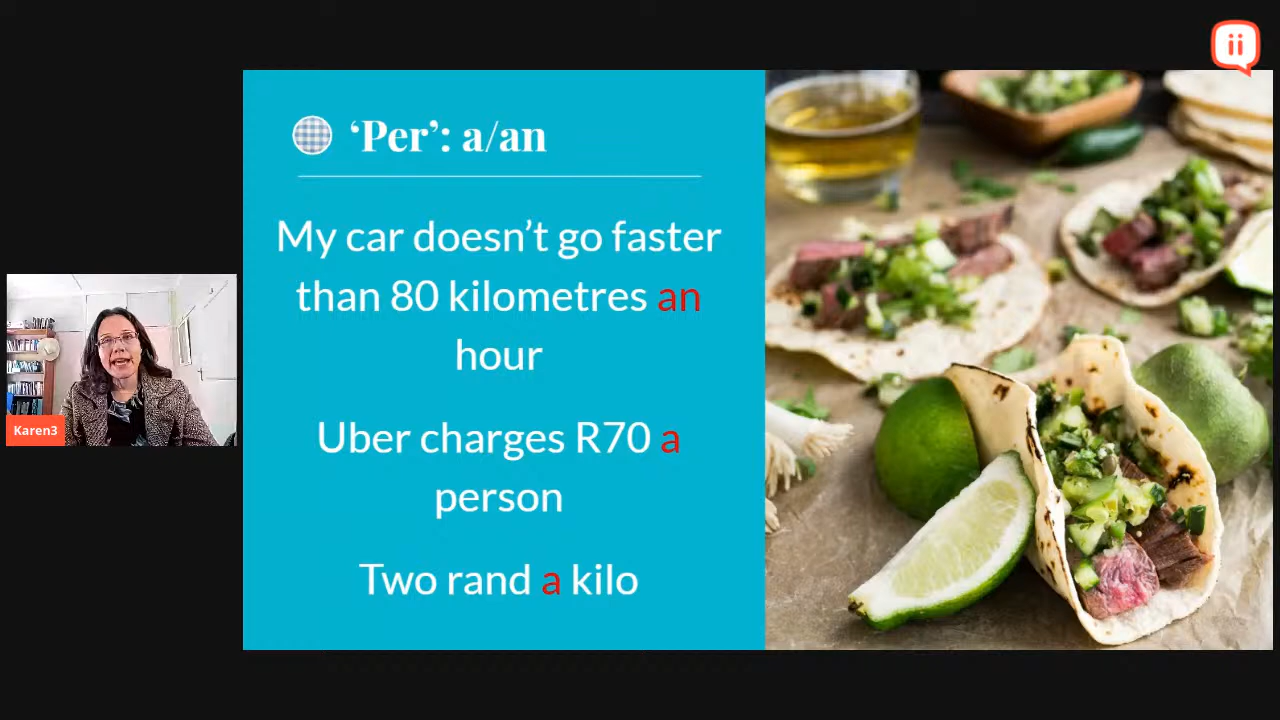 ‘Per’: a/an
My car doesn’t go faster
than 80 kilometres an
hour
Uber charges R70 a
person
Two rand a kilo
Karen3